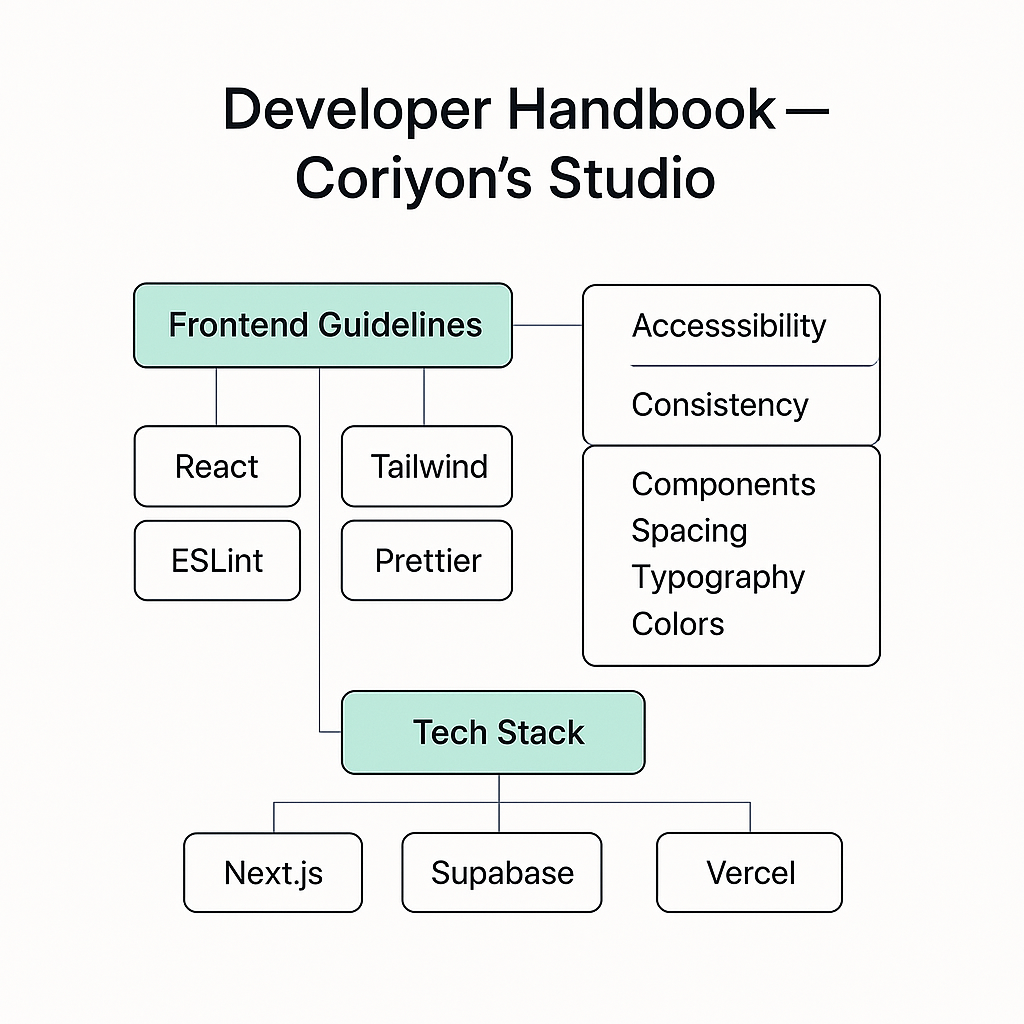 Developer Handbook —
Coriyon’s Studio
Frontend Guidelines
React
Tailwind
ESLint
Prettier
Accesssibility
Consistency
Components
Spacing
Typography
Colors
Tech Stack
Next.js
Supabase
Vercel